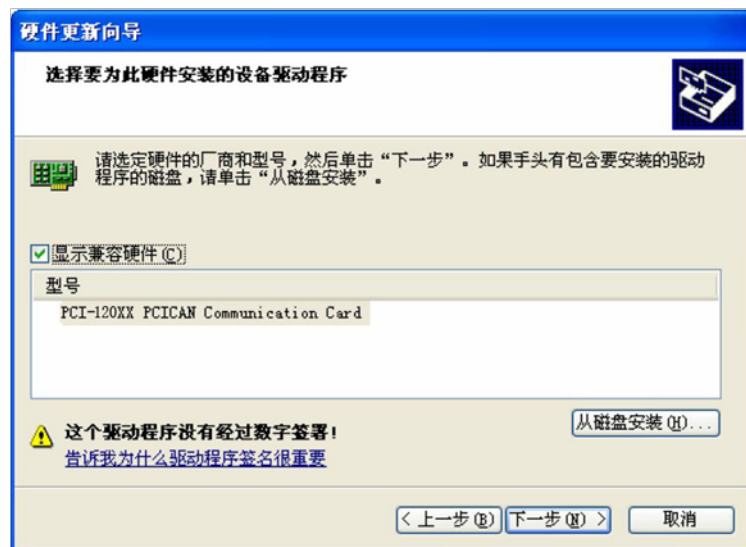 硬件更新向导
选择要为此硬件安装的设备驱动程序
请选定硬件的厂商和型号，然后单击“下一步”。如果手头有包含要安装的驱动
程序的磁盘，请单击“从磁盘安装”。
显示兼容硬件(C)
型号
PCI-120XX PCICAN Communication Card
这个驱动程序没有经过数字签署!
告诉我为什么驱动程序签名很重要
从磁盘安装(H)...
< 上一步(B) 下一步(N) > 取消